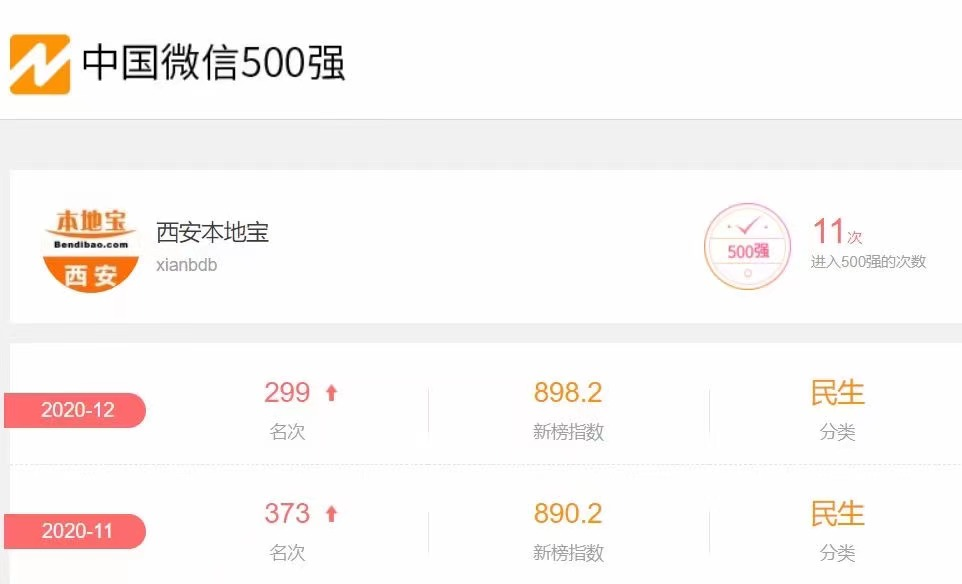 中国微信500强
本地宝
Bendibao.com
西安
西安本地宝
xianbdb
500强
11次
进入500强的次数
2020-12
299
名次
898.2
新榜指数
民生
分类
2020-11
373
名次
890.2
新榜指数
民生
分类